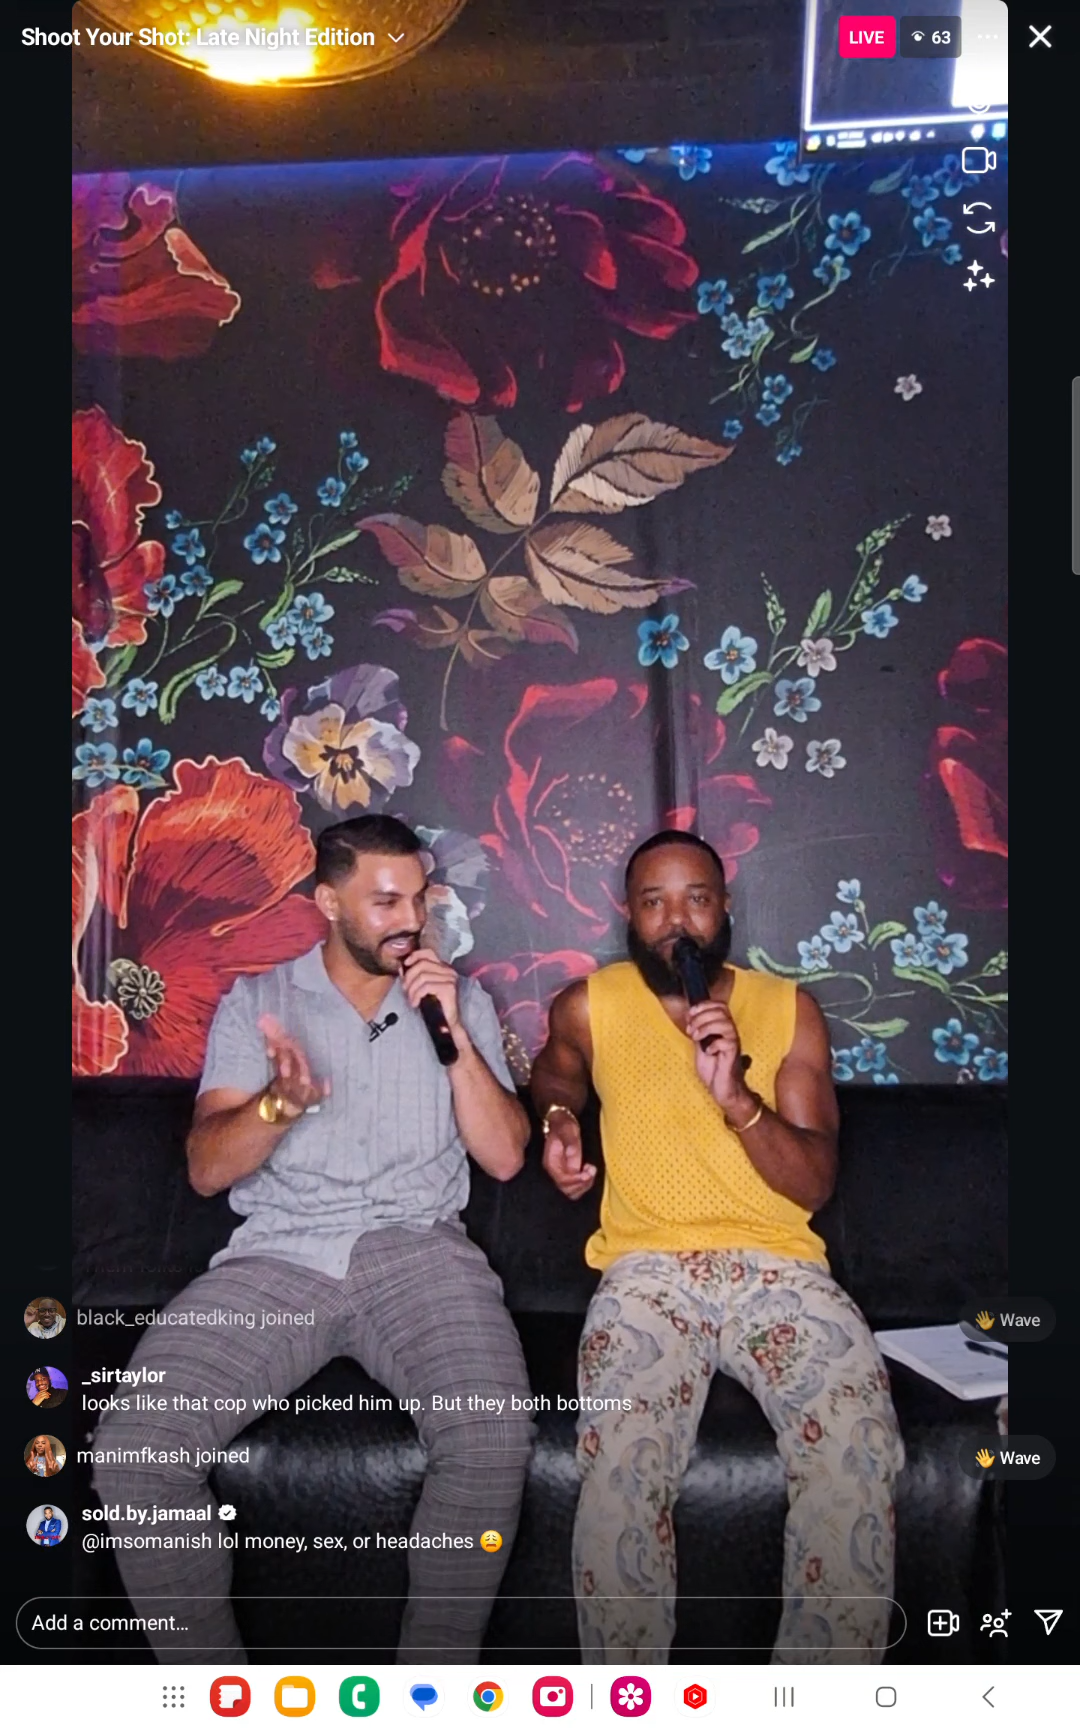 Shoot Your Shot: Late Night Edition
LIVE
63
black_educatedking joined
Wave
_sirtaylor
looks like that cop who picked him up. But they both bottoms
manimfkash joined
Wave
sold.by.jamaal
@imsomanish lol money, sex, or headaches 😩
Add a comment...